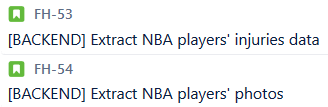 FH-53
[BACKEND] Extract NBA players' injuries data
FH-54
[BACKEND] Extract NBA players' photos